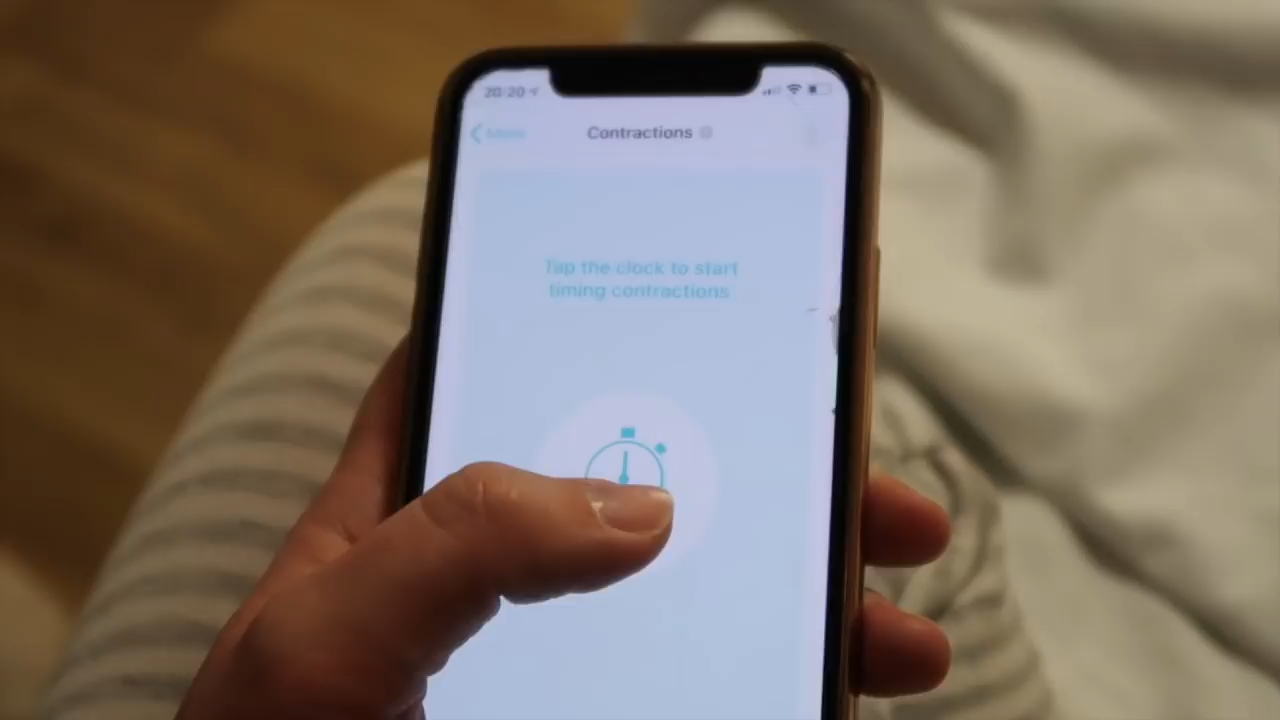 20:20
Contractions
Tap the clock to start
timing contractions